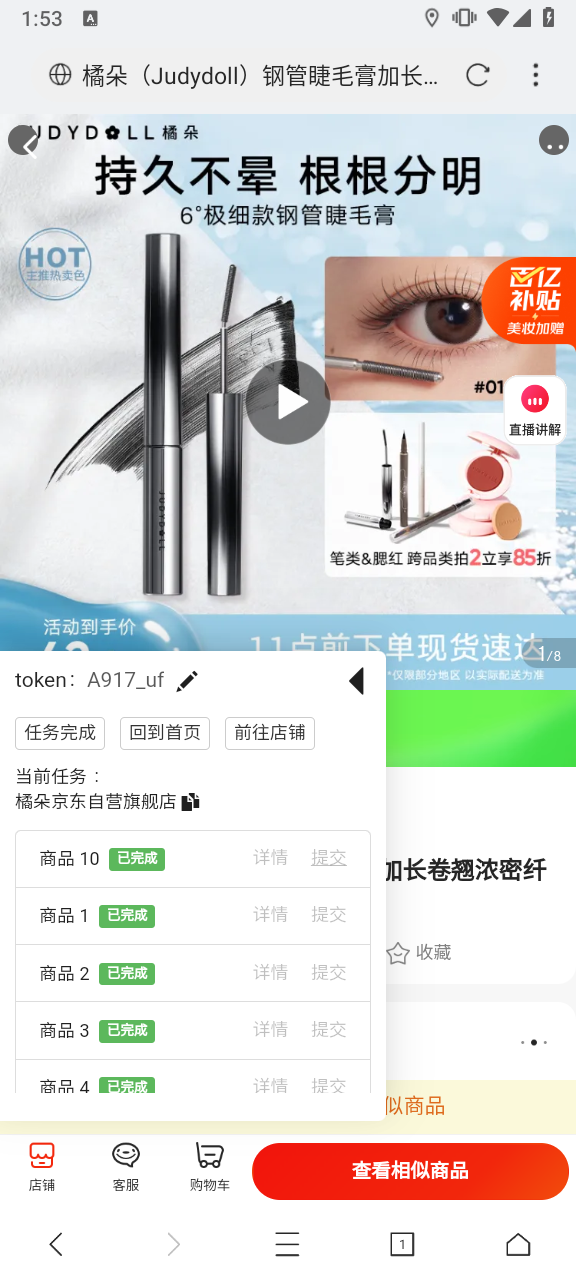 1:53
A
橘朵（Judydoll）钢管睫毛膏加长...
UDYDOLL 橘朵
持久不晕 根根分明
6°极细款钢管睫毛膏
HOT
主推热卖色
百亿
补贴
美妆加赠
#01
直播讲解
JUDYDOLL
笔类&腮红 跨品类拍2立享85折
活动到手价
11点前下单现货速达
1/8
*仅限部分地区 以实际配送为准
token： A917_uf
任务完成
回到首页
前往店铺
当前任务：
橘朵京东自营旗舰店
商品 10 已完成 详情 提交
商品 1 已完成 详情 提交
商品 2 已完成 详情 提交
商品 3 已完成 详情 提交
商品 4 已完成 详情 提交
加长卷翘浓密纤
收藏
似商品
店铺
客服
购物车
查看相似商品
1